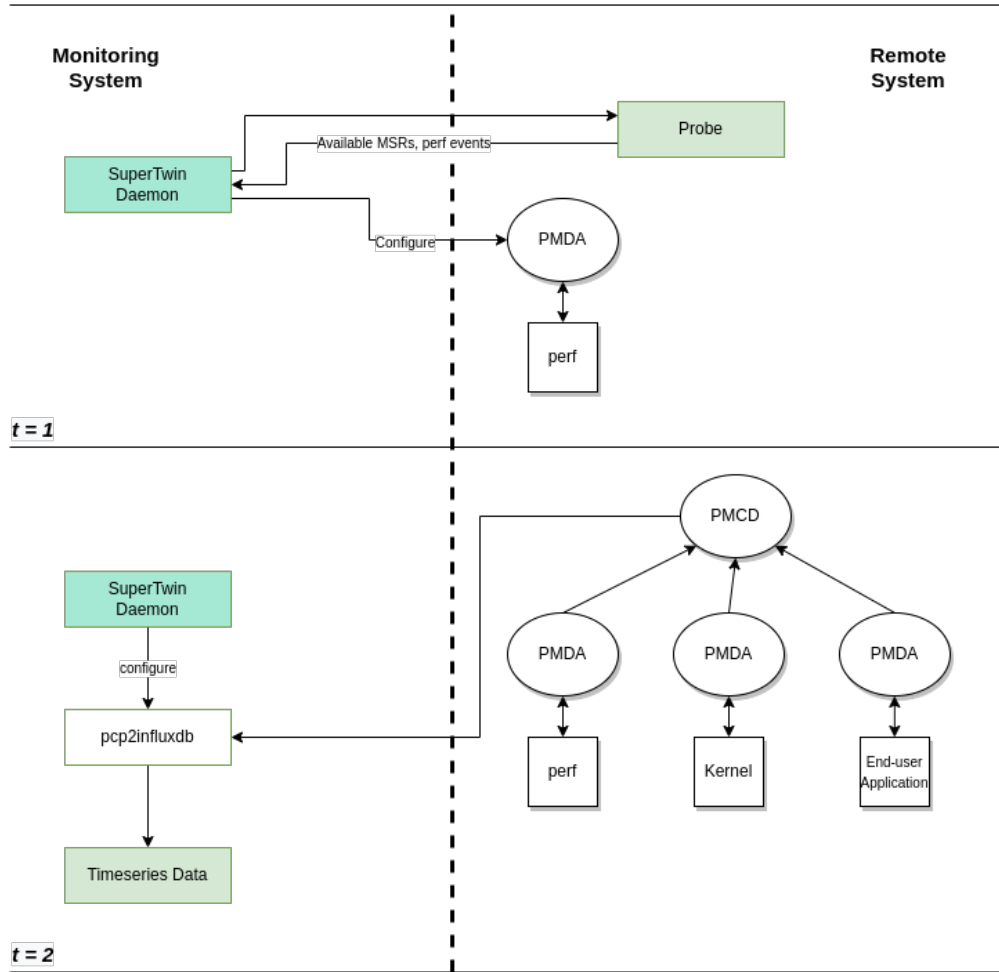 Monitoring
System
Remote
System
Probe
Available MSRs, perf events
SuperTwin
Daemon
Configure
PMDA
perf
t = 1
PMCD
SuperTwin
Daemon
configure
PMDA
PMDA
PMDA
pcp2influxdb
perf
Kernel
End-user
Application
Timeseries Data
t = 2